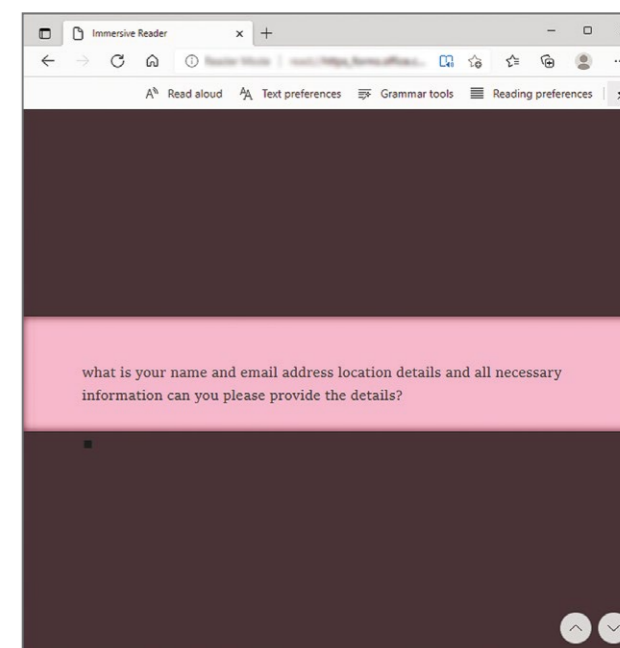 Immersive Reader
Read aloud Text preferences Grammar tools Reading preferences
what is your name and email address location details and all necessary
information can you please provide the details?